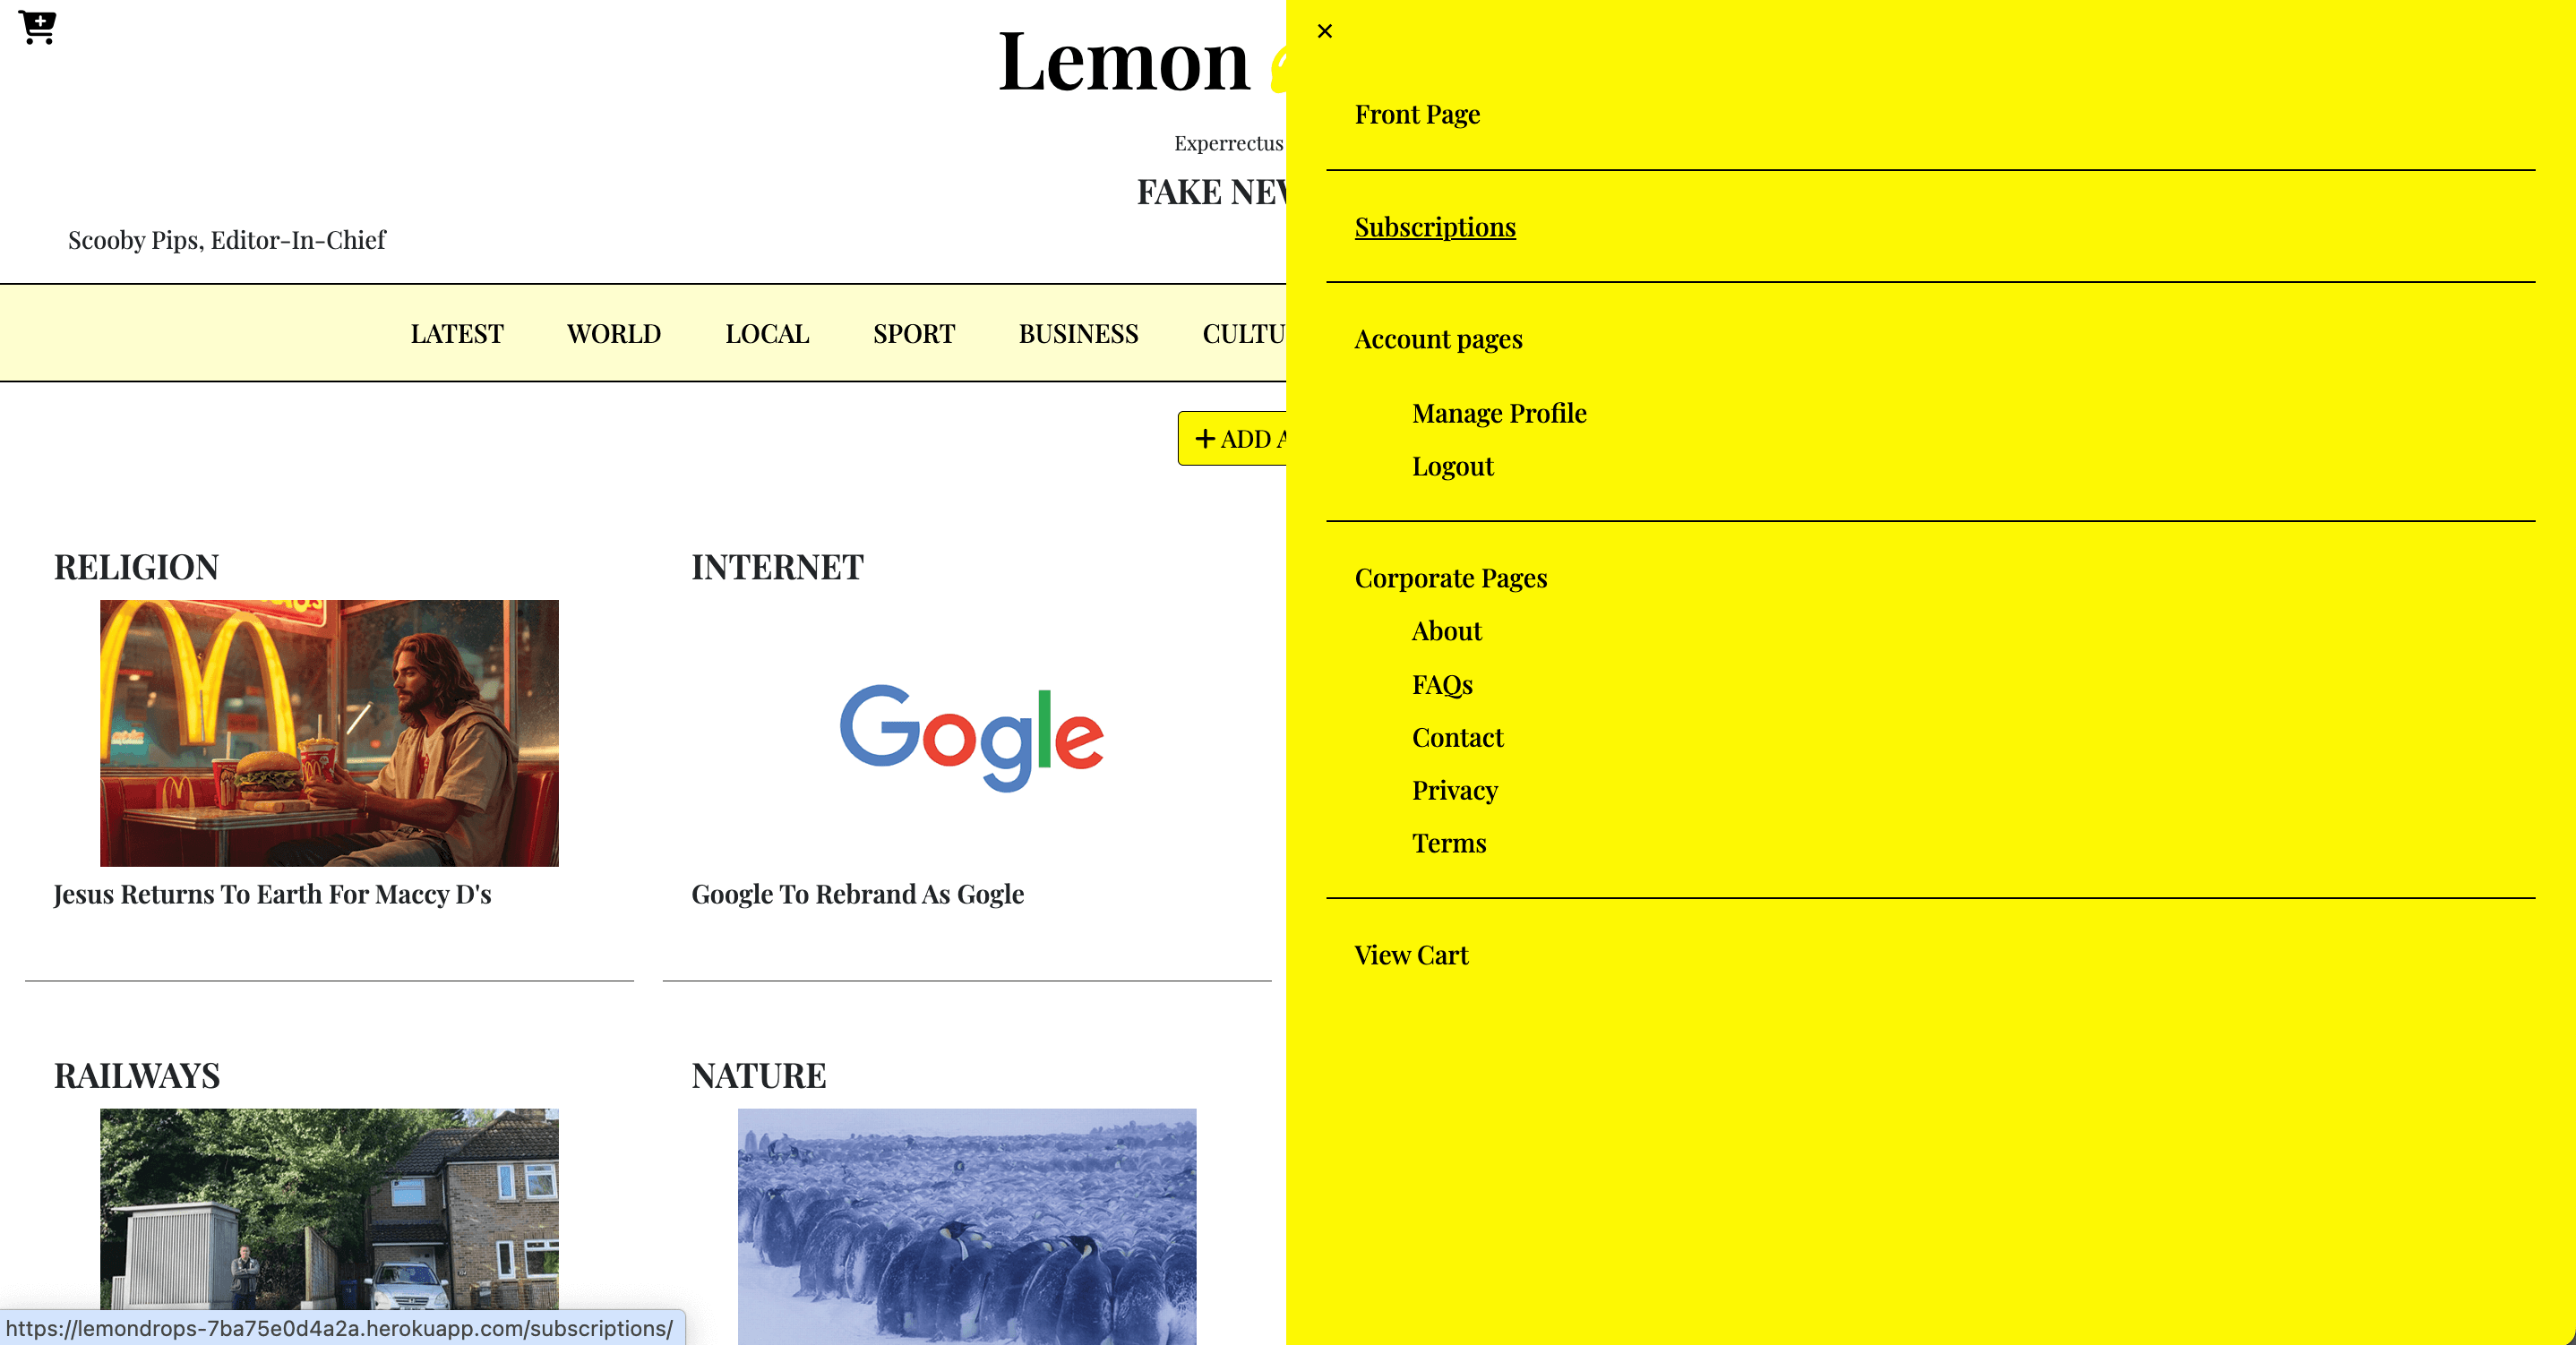 Lemon
Experrectus
FAKE NEW
Scooby Pips, Editor-In-Chief
LATEST WORLD LOCAL SPORT BUSINESS CULTU
+ ADD A
RELIGION
Jesus Returns To Earth For Maccy D's
INTERNET
Gogle
Google To Rebrand As Gogle
RAILWAYS
NATURE
https://lemondrops-7ba75e0d4a2a.herokuapp.com/subscriptions/
×
Front Page
Subscriptions
Account pages
Manage Profile
Logout
Corporate Pages
About
FAQs
Contact
Privacy
Terms
View Cart